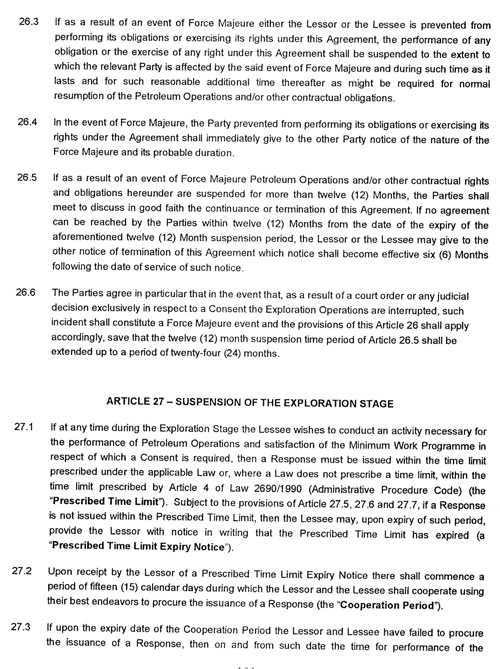 26.3 If as a result of an event of Force Majeure either the Lessor or the Lessee is prevented from
performing its obligations or exercising its rights under this Agreement, the performance of any
obligation or the exercise of any right under this Agreement shall be suspended to the extent to
which the relevant Party is affected by the said event of Force Majeure and during such time as it
lasts and for such reasonable additional time thereafter as might be required for normal
resumption of the Petroleum Operations and/or other contractual obligations.
26.4 In the event of Force Majeure, the Party prevented from performing its obligations or exercising its
rights under the Agreement shall immediately give to the other Party notice of the nature of the
Force Majeure and its probable duration.
26.5 If as a result of an event of Force Majeure Petroleum Operations and/or other contractual rights
and obligations hereunder are suspended for more than twelve (12) Months, the Parties shall
meet to discuss in good faith the continuance or termination of this Agreement. If no agreement
can be reached by the Parties within twelve (12) Months from the date of the expiry of the
aforementioned twelve (12) Month suspension period, the Lessor or the Lessee may give to the
other notice of termination of this Agreement which notice shall become effective six (6) Months
following the date of service of such notice.
26.6 The Parties agree in particular that in the event that, as a result of a court order or any judicial
decision exclusively in respect to a Consent the Exploration Operations are interrupted, such
incident shall constitute a Force Majeure event and the provisions of this Article 26 shall apply
accordingly, save that the twelve (12) month suspension time period of Article 26.5 shall be
extended up to a period of twenty-four (24) months.
ARTICLE 27 – SUSPENSION OF THE EXPLORATION STAGE
27.1 If at any time during the Exploration Stage the Lessee wishes to conduct an activity necessary for
the performance of Petroleum Operations and satisfaction of the Minimum Work Programme in
respect of which a Consent is required, then a Response must be issued within the time limit
prescribed under the applicable Law or, where a Law does not prescribe a time limit, within the
time limit prescribed by Article 4 of Law 2690/1990 (Administrative Procedure Code) (the
"Prescribed Time Limit"). Subject to the provisions of Article 27.5, 27.6 and 27.7, if a Response
is not issued within the Prescribed Time Limit, then the Lessee may, upon expiry of such period,
provide the Lessor with notice in writing that the Prescribed Time Limit has expired (a
"Prescribed Time Limit Expiry Notice").
27.2 Upon receipt by the Lessor of a Prescribed Time Limit Expiry Notice there shall commence a
period of fifteen (15) calendar days during which the Lessor and the Lessee shall cooperate using
their best endeavors to procure the issuance of a Response (the "Cooperation Period").
27.3 If upon the expiry date of the Cooperation Period the Lessor and Lessee have failed to procure
the issuance of a Response, then on and from such date the time for performance of the